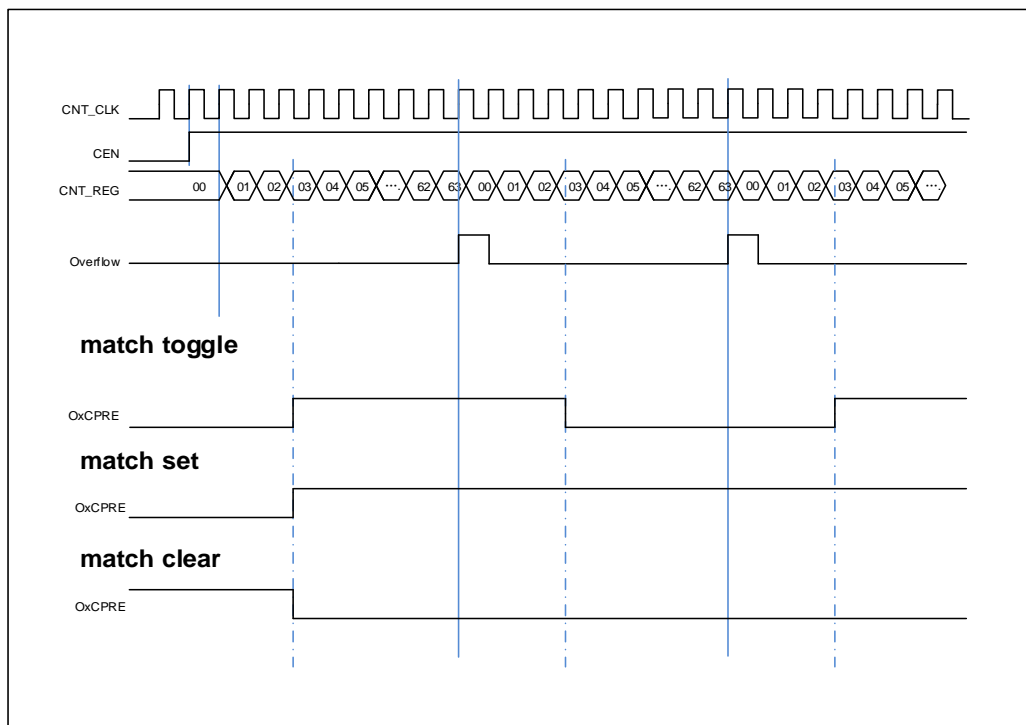 CNT_CLK
CEN
CNT_REG 00 01 02 03 04 05 ···. 62 63 00 01 02 03 04 05 ···. 62 63 00 01 02 03 04 05 ···.
Overflow
match toggle
OxCPRE
match set
OxCPRE
match clear
OxCPRE